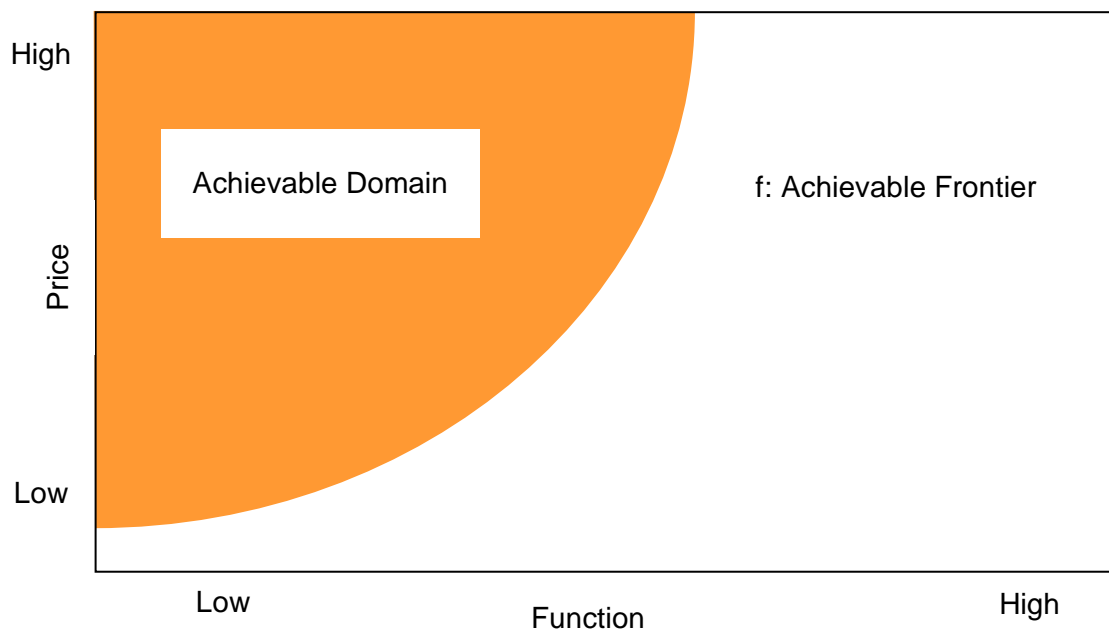 High
Achievable Domain
f: Achievable Frontier
Price
Low
Low
Function
High